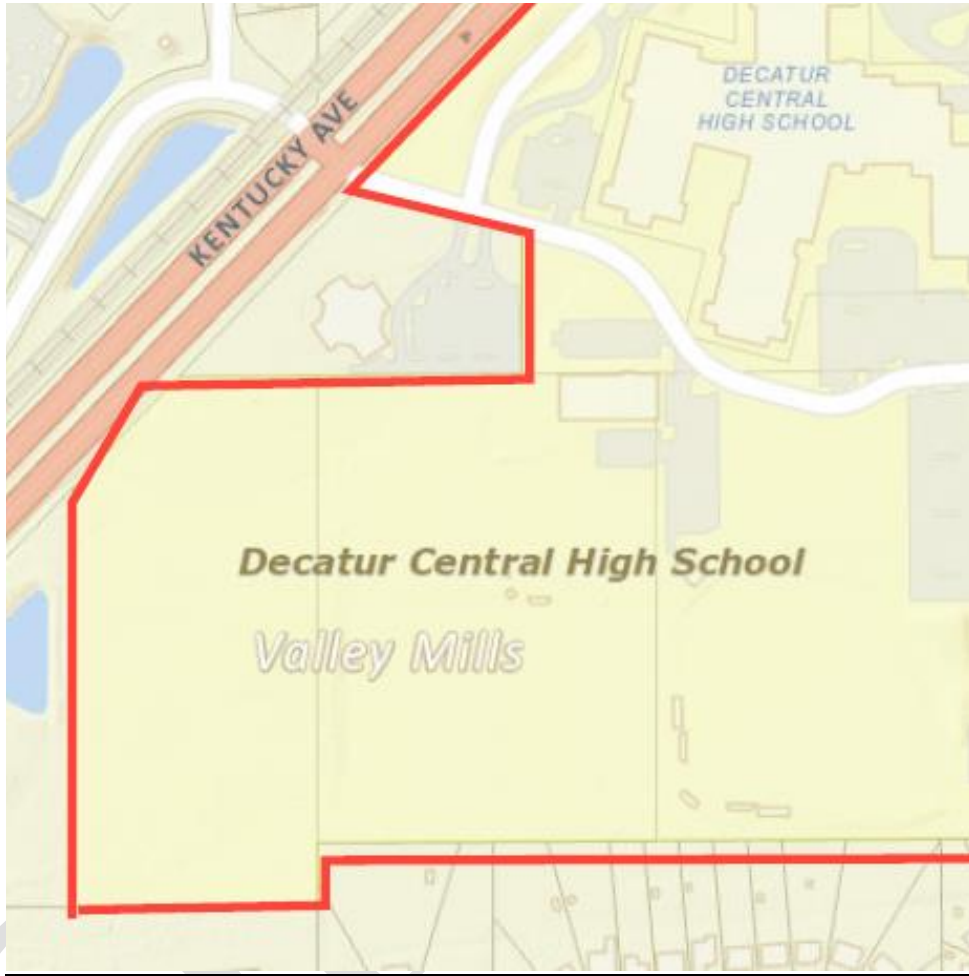 DECATUR
CENTRAL
HIGH SCHOOL
KENTUCKY AVE
Decatur Central High School
Valley Mills